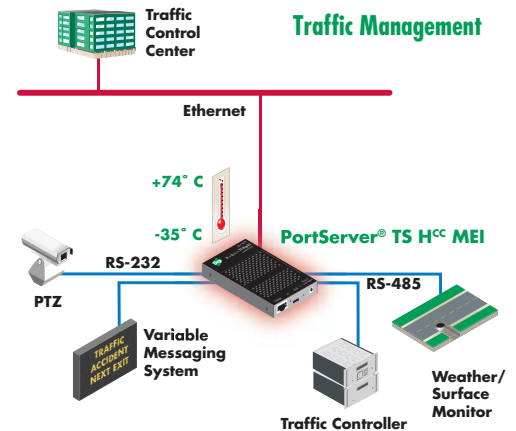 Traffic
Control
Center
Traffic Management
Ethernet
+74° C
-35° C
PortServer® TS Hcc MEI
RS-232
RS-485
PTZ
TRAFFIC
ACCIDENT
NEXT EXIT
Variable
Messaging
System
Traffic Controller
Weather/
Surface
Monitor